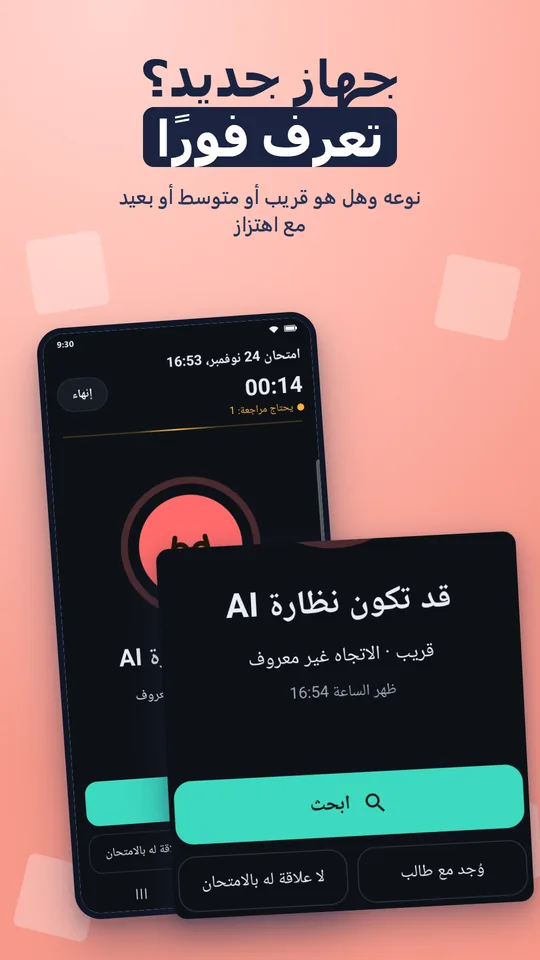 جهاز جديد؟
تعرف فورًا
نوعه وهل هو قريب أو متوسط أو بعيد
مع اهتزاز
9:30
امتحان 24 نوفمبر، 16:53
00:14
إنهاء
يحتاج مراجعة: 1
AI
قد تكون نظارة AI
قريب · الاتجاه غير معروف
ظهر الساعة 16:54
ابحث
وُجد مع طالب
لا علاقة له بالامتحان
له بالامتحان